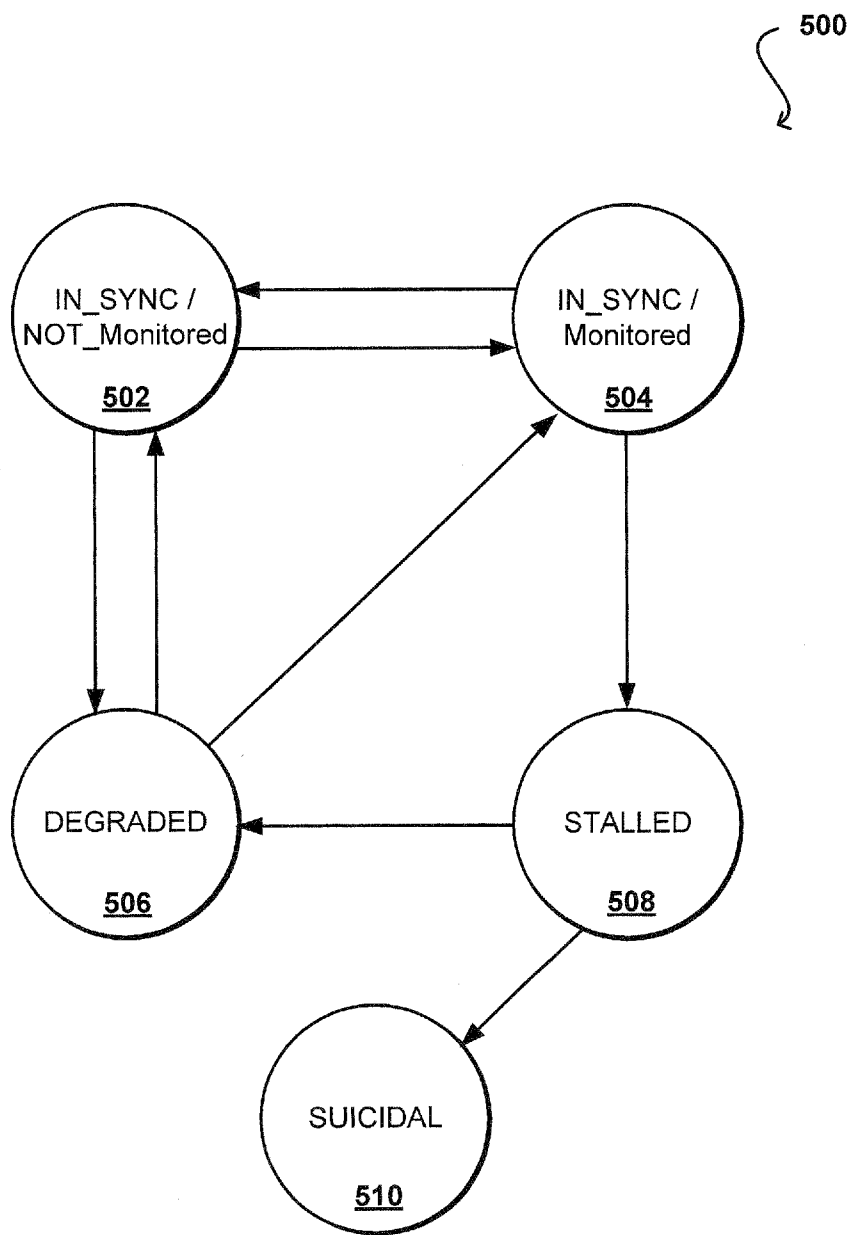 500
IN_SYNC /
NOT_Monitored
502
IN_SYNC /
Monitored
504
DEGRADED
506
STALLED
508
SUICIDAL
510